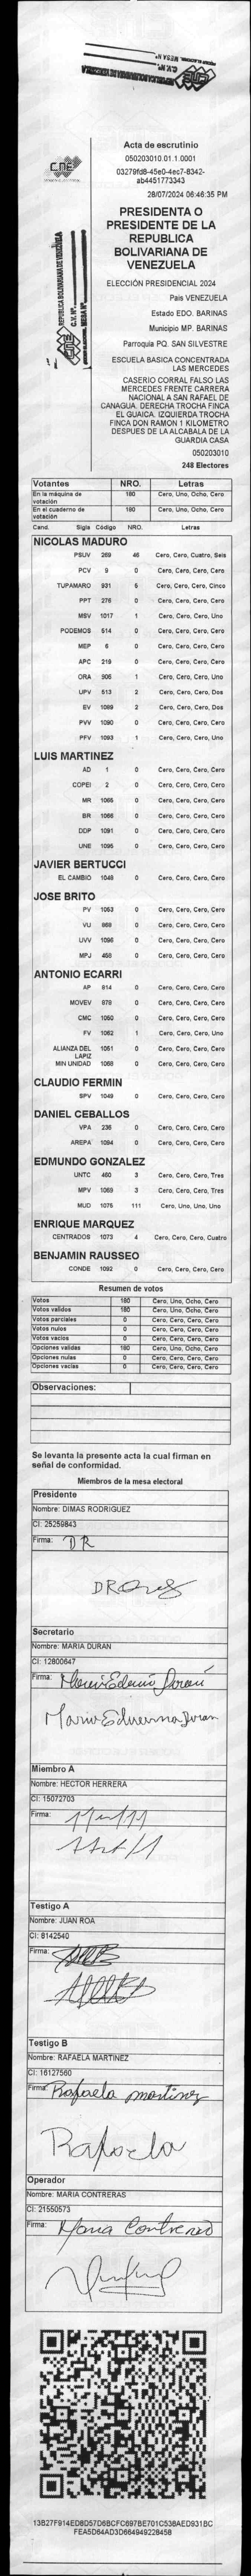 REPUBLICA BOLIVARIANA DE VENEZUELA
C.V. Nº.
MESA Nº
CNE
Acta de escrutinio
050203010.01.1.0001
03279fd8-45e0-4ec7-8342-
ab4451773343
28/07/2024 06:46:35 PM
PRESIDENTA O
PRESIDENTE DE LA
REPUBLICA
BOLIVARIANA DE
VENEZUELA
ELECCIÓN PRESIDENCIAL 2024
Pais VENEZUELA
Estado EDO. BARINAS
Municipio MP. BARINAS
Parroquia PQ. SAN SILVESTRE
ESCUELA BASICA CONCENTRADA
LAS MERCEDES
CASERIO CORRAL FALSO LAS
MERCEDES FRENTE CARRERA
NACIONAL A SAN RAFAEL DE
CANAGUA. DERECHA TROCHA FINCA
EL GUAICA. IZQUIERDA TROCHA
FINCA DON RAMON 1 KILOMETRO
DESPUES DE LA ALCABALA DE LA
GUARDIA CASA
050203010
248 Electores
Votantes NRO. Letras
En la máquina de votación 180 Cero, Uno, Ocho, Cero
En el cuaderno de votación 180 Cero, Uno, Ocho, Cero
Cand. Sigla Código NRO. Letras
NICOLAS MADURO
PSUV 269 46 Cero, Cero, Cuatro, Seis
PCV 9 0 Cero, Cero, Cero, Cero
TUPAMARO 931 5 Cero, Cero, Cero, Cinco
PPT 276 0 Cero, Cero, Cero, Cero
MSV 1017 1 Cero, Cero, Cero, Uno
PODEMOS 514 0 Cero, Cero, Cero, Cero
MEP 6 0 Cero, Cero, Cero, Cero
APC 219 0 Cero, Cero, Cero, Cero
ORA 906 1 Cero, Cero, Cero, Uno
UPV 513 2 Cero, Cero, Cero, Dos
EV 1089 2 Cero, Cero, Cero, Dos
PVV 1090 0 Cero, Cero, Cero, Cero
PFV 1093 1 Cero, Cero, Cero, Uno
LUIS MARTINEZ
AD 1 0 Cero, Cero, Cero, Cero
COPEI 2 0 Cero, Cero, Cero, Cero
MR 1065 0 Cero, Cero, Cero, Cero
BR 1066 0 Cero, Cero, Cero, Cero
DDP 1091 0 Cero, Cero, Cero, Cero
UNE 1095 0 Cero, Cero, Cero, Cero
JAVIER BERTUCCI
EL CAMBIO 1048 0 Cero, Cero, Cero, Cero
JOSE BRITO
PV 1053 0 Cero, Cero, Cero, Cero
VU 868 0 Cero, Cero, Cero, Cero
UVV 1096 0 Cero, Cero, Cero, Cero
MPJ 458 0 Cero, Cero, Cero, Cero
ANTONIO ECARRI
AP 814 0 Cero, Cero, Cero, Cero
MOVEV 878 0 Cero, Cero, Cero, Cero
CMC 1050 0 Cero, Cero, Cero, Cero
FV 1062 1 Cero, Cero, Cero, Uno
ALIANZA DEL LAPIZ 1051 0 Cero, Cero, Cero, Cero
MIN UNIDAD 1068 0 Cero, Cero, Cero, Cero
CLAUDIO FERMIN
SPV 1049 0 Cero, Cero, Cero, Cero
DANIEL CEBALLOS
VPA 236 0 Cero, Cero, Cero, Cero
AREPA 1094 0 Cero, Cero, Cero, Cero
EDMUNDO GONZALEZ
UNTC 460 3 Cero, Cero, Cero, Tres
MPV 1069 3 Cero, Cero, Cero, Tres
MUD 1075 111 Cero, Uno, Uno, Uno
ENRIQUE MARQUEZ
CENTRADOS 1073 4 Cero, Cero, Cero, Cuatro
BENJAMIN RAUSSEO
CONDE 1092 0 Cero, Cero, Cero, Cero
Resumen de votos
Votos 180 Cero, Uno, Ocho, Cero
Votos validos 180 Cero, Uno, Ocho, Cero
Votos parciales 0 Cero, Cero, Cero, Cero
Votos nulos 0 Cero, Cero, Cero, Cero
Votos vacios 0 Cero, Cero, Cero, Cero
Opciones validas 180 Cero, Uno, Ocho, Cero
Opciones nulas 0 Cero, Cero, Cero, Cero
Opciones vacias 0 Cero, Cero, Cero, Cero
Observaciones:
Se levanta la presente acta la cual firman en
señal de conformidad.
Miembros de la mesa electoral
Presidente
Nombre: DIMAS RODRIGUEZ
CI: 25259843
Firma: DR
Secretario
Nombre: MARIA DURAN
CI: 12800647
Firma:
Miembro A
Nombre: HECTOR HERRERA
CI: 15072703
Firma:
Testigo A
Nombre: JUAN ROA
CI: 8142540
Firma:
Testigo B
Nombre: RAFAELA MARTINEZ
CI: 16127560
Firma: Rafaela martinez
Rafaela
Operador
Nombre: MARIA CONTRERAS
CI: 21550573
Firma: Maria Contreras
13B27F914ED8D57D6BCFC697BE701C538AED931BC
FEA5D64AD3D664949228458